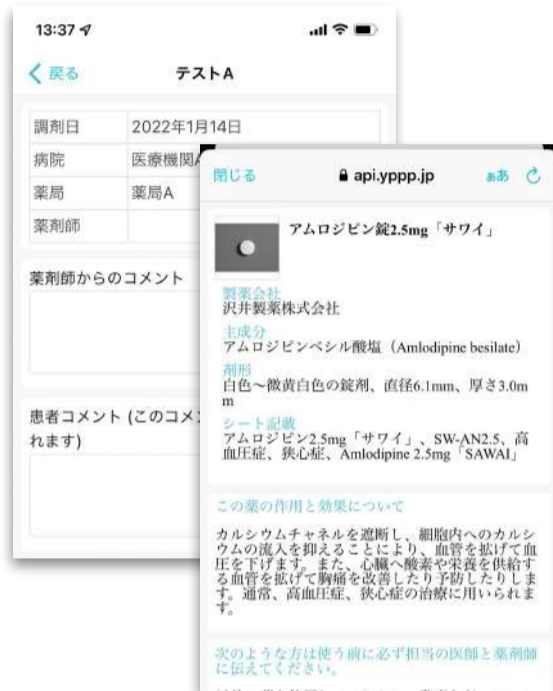 13:37
戻る
テストA
調剤日 2022年1月14日
病院 医療機関
薬局 薬局A
薬剤師
薬剤師からのコメント
患者コメント (このコメ
れます)
閉じる
api.yppp.jp
ぁあ
アムロジピン錠2.5mg「サワイ」
製薬会社
沢井製薬株式会社
主成分
アムロジピンベシル酸塩（Amlodipine besilate）
剤形
白色～微黄白色の錠剤、直径6.1mm、厚さ3.0m
m
シート記載
アムロジピン2.5mg「サワイ」、SW-AN2.5、高
血圧症、狭心症、Amlodipine 2.5mg「SAWAI」
この薬の作用と効果について
カルシウムチャネルを遮断し、細胞内へのカルシ
ウムの流入を抑えることにより、血管を拡げて血
圧を下げます。また、心臓へ酸素や栄養を供給す
る血管を拡げて胸痛を改善したり予防したりしま
す。通常、高血圧症、狭心症の治療に用いられま
す。
次のような方は使う前に必ず担当の医師と薬剤師
に伝えてください。